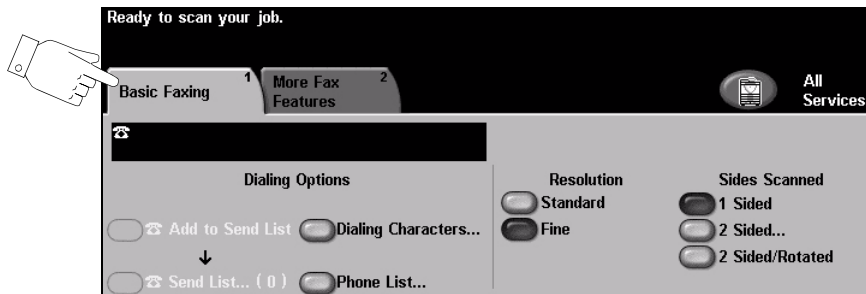 Ready to scan your job.
Basic Faxing 1
More Fax 2
Features
All
Services
Dialing Options
Add to Send List
Dialing Characters...
Send List... ( 0 )
Phone List...
Resolution
Standard
Fine
Sides Scanned
1 Sided
2 Sided...
2 Sided/Rotated